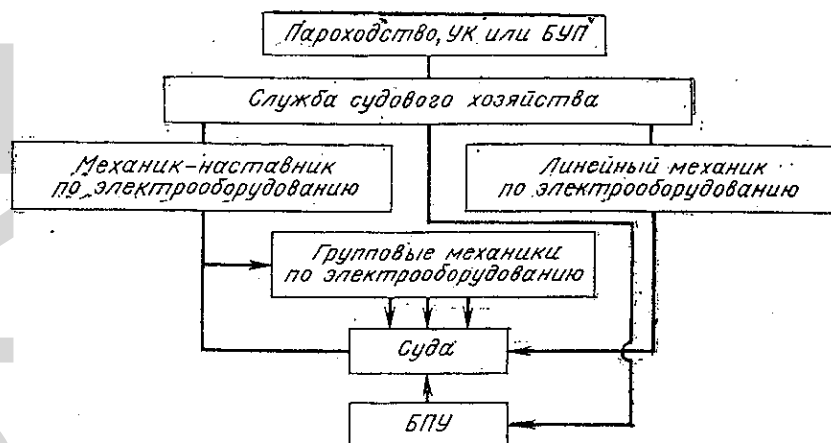 Пароходство, УК или БУП
Служба судового хозяйства
Механик-наставник
по электрооборудованию
Линейный механик
по электрооборудованию
Групповые механики
по электрооборудованию
Суда
БПУ